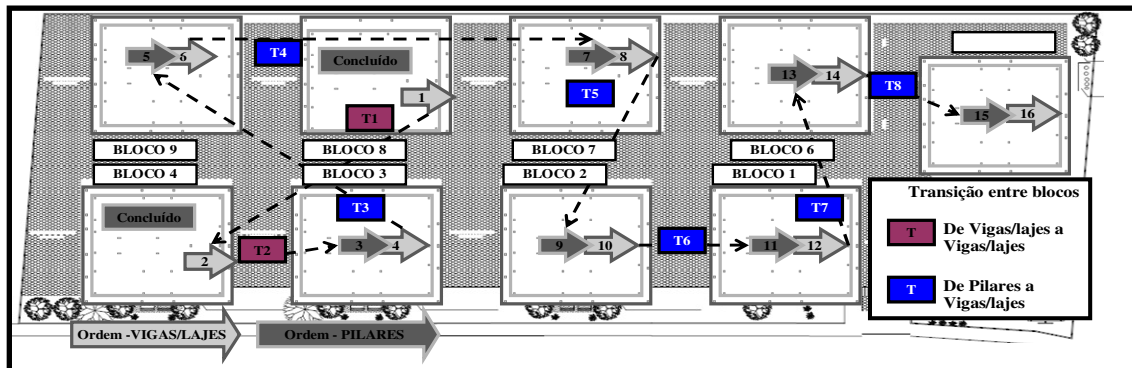 5 6
T4
Concluído
1
T1
7 8
T5
13 14
T8
15 16
BLOCO 9
BLOCO 8
BLOCO 7
BLOCO 6
BLOCO 4
BLOCO 3
BLOCO 2
BLOCO 1
Concluído
2
T2
T3
3 4
9 10
T6
11 12
T7
Transição entre blocos
T De Vigas/lajes a
Vigas/lajes
T De Pilares a
Vigas/lajes
Ordem -VIGAS/LAJES
Ordem -PILARES